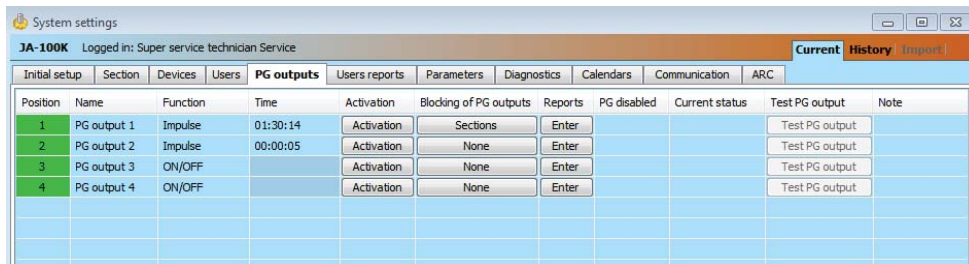 System settings
JA-100K Logged in: Super service technician Service Current History Import
Initial setup Section Devices Users PG outputs Users reports Parameters Diagnostics Calendars Communication ARC
Position Name Function Time Activation Blocking of PG outputs Reports PG disabled Current status Test PG output Note
1 PG output 1 Impulse 01:30:14 Activation Sections Enter Test PG output
2 PG output 2 Impulse 00:00:05 Activation None Enter Test PG output
3 PG output 3 ON/OFF Activation None Enter Test PG output
4 PG output 4 ON/OFF Activation None Enter Test PG output